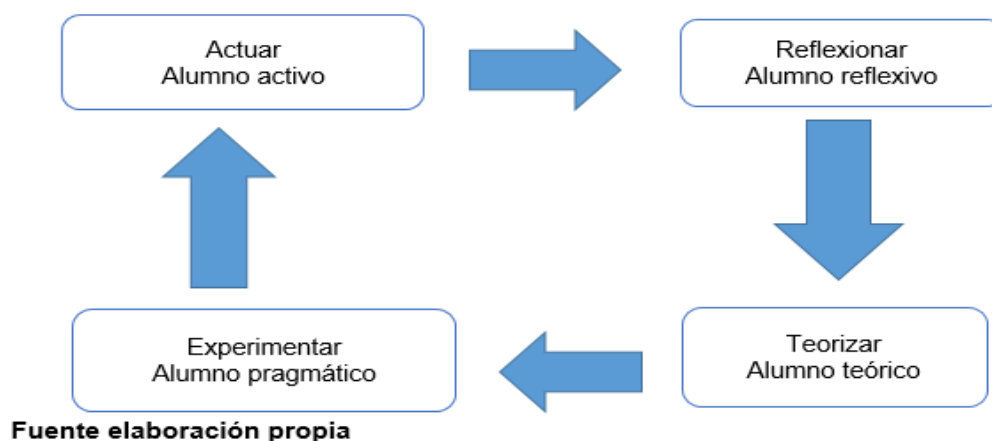 Actuar
Alumno activo
Reflexionar
Alumno reflexivo
Experimentar
Alumno pragmático
Teorizar
Alumno teórico
Fuente elaboración propia